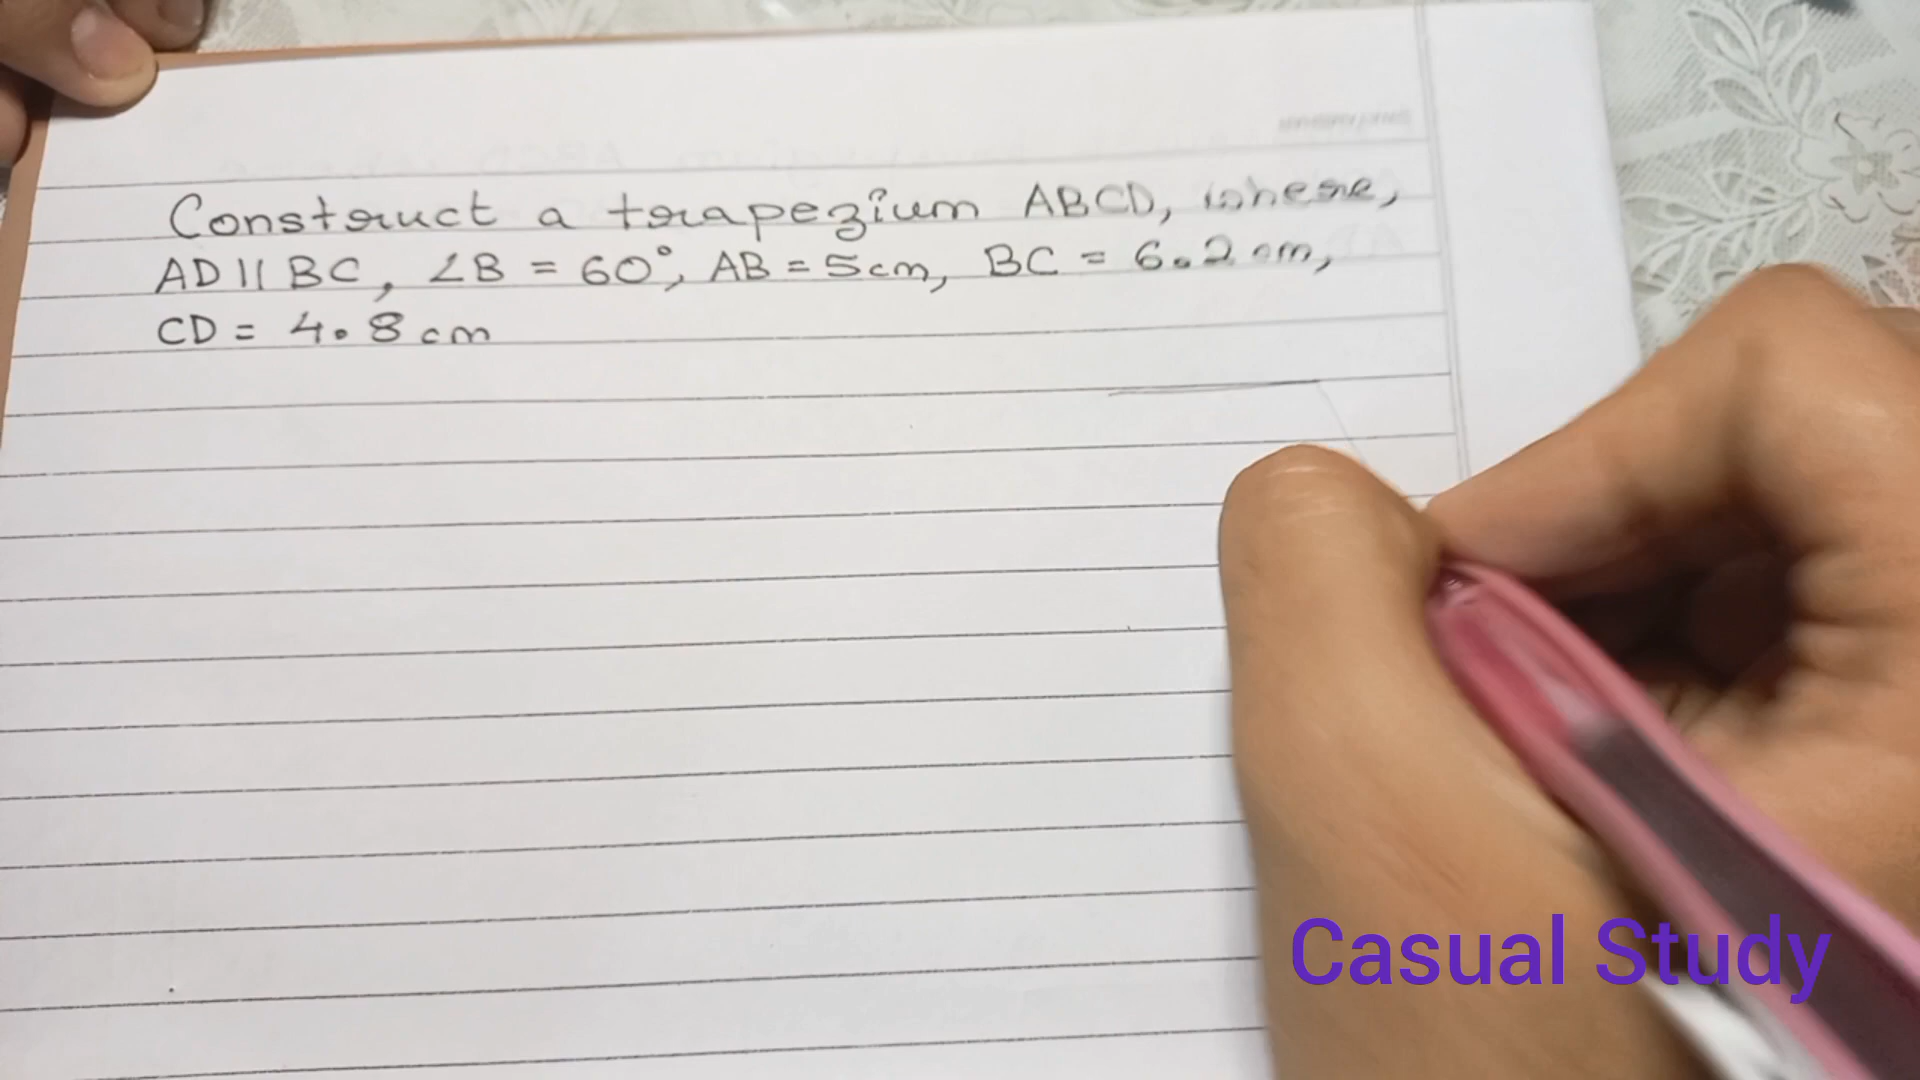 Construct a trapezium ABCD, where,
AD || BC, ∠B = 60°, AB = 5cm, BC = 6.2 cm,
CD = 4.8 cm
Casual Study